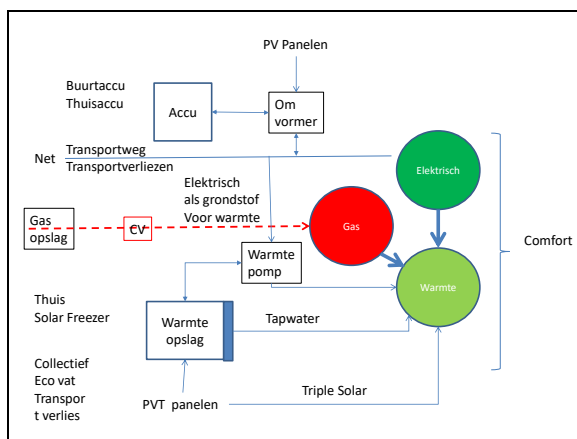 PV Panelen
Buurtaccu
Thuisaccu
Accu
Om
vormer
Net
Transportweg
Transportverliezen
Elektrisch
Elektrisch
als grondstof
Voor warmte
Gas
opslag
CV
Gas
Comfort
Warmte
pomp
Warmte
Thuis
Solar Freezer
Warmte
opslag
Tapwater
Collectief
Eco vat
Transpor
t verlies
PVT panelen
Triple Solar